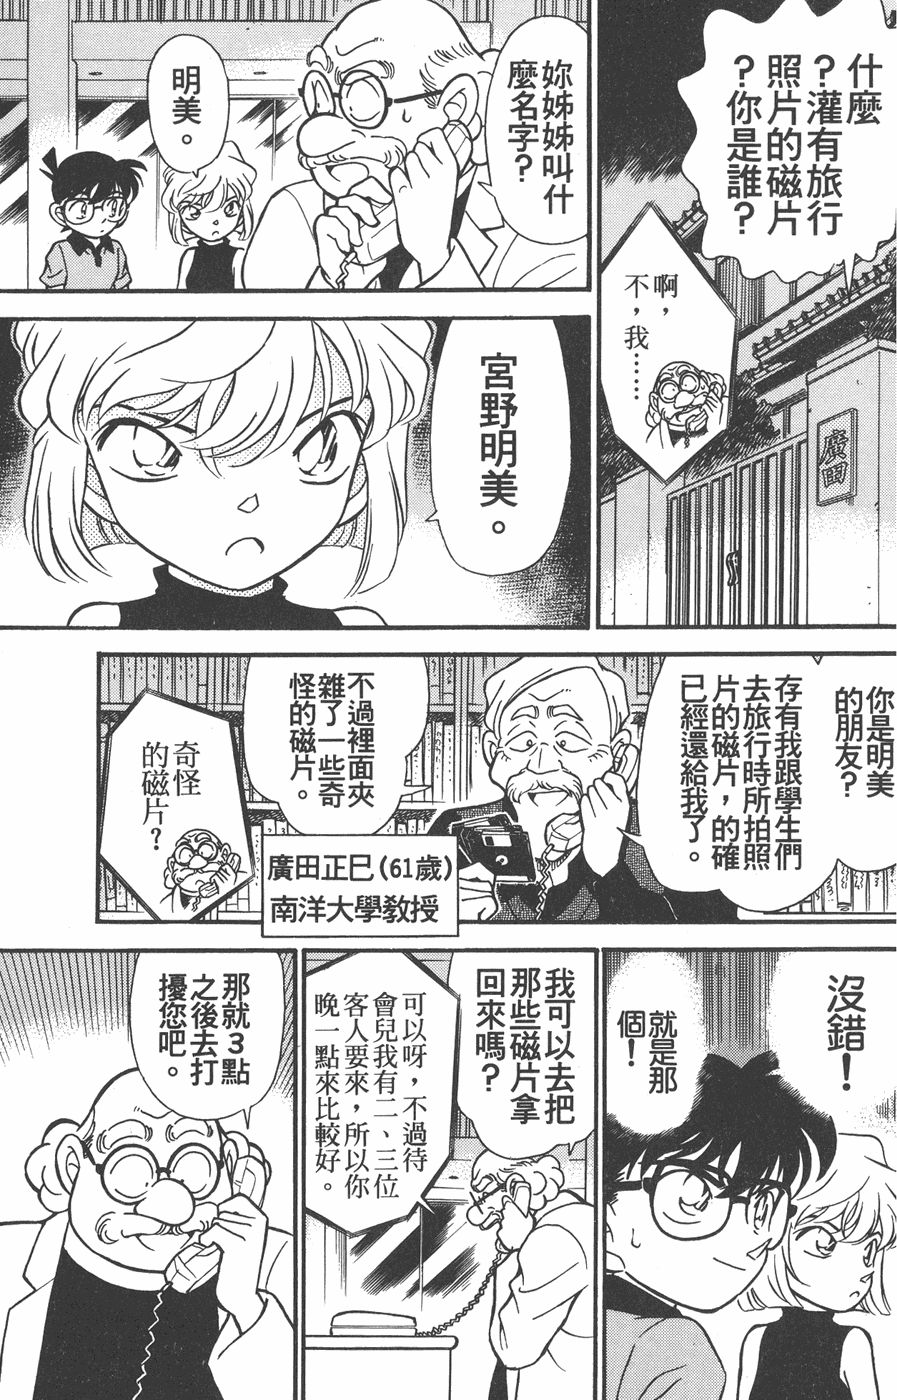 什麼
？灌有旅行
照片的磁片
？你是誰？
啊，
不，我……
廣田
妳姊姊叫什
麼名字？
明美。
宮野明美。
你是明美
的朋友？
存有我跟學生們
去旅行時所拍照
片的磁片，的確
已經還給我了。
不過裡面夾
雜了一些奇
怪的磁片。
廣田正巳(61歲)
南洋大學教授
奇怪
的磁片？
沒錯！
就是那
個！
我可以去把
那些磁片拿
回來嗎？
可以呀，不過待
會兒我有二、三位
客人要來，所以你
晚一點來比較好。
那就3點
之後去打
擾您吧。